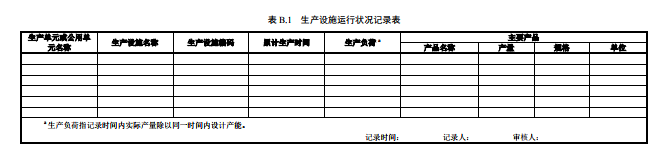 表 B.1 生产设施运行状况记录表
生产单元或公用单元名称 生产设施名称 生产设施编码 累计生产时间 生产负荷a 主要产品
产品名称 产量 规格 单位
a生产负荷指记录时间内实际产量除以同一时间内设计产能。
记录时间： 记录人： 审核人：